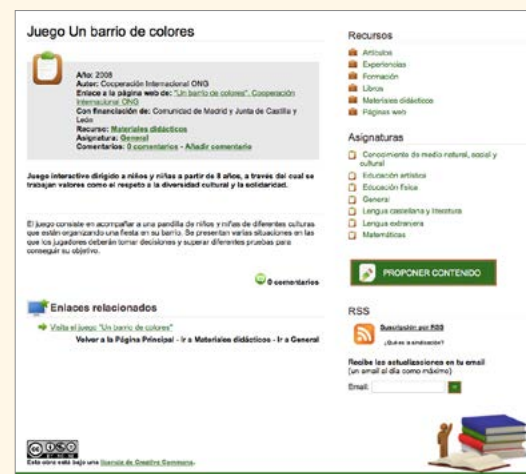 Juego Un barrio de colores
Año: 2008
Autor: Cooperación Internacional ONG
Enlace a la página web de: "Un barrio de colores". Cooperación
Internacional ONG
Con financiación de: Comunidad de Madrid y Junta de Castilla y
León
Recurso: Materiales didácticos
Asignatura: General
Comentarios: 0 comentarios - Añadir comentario
Juego interactivo dirigido a niños y niñas a partir de 8 años, a través del cual se
trabajan valores como el respeto a la diversidad cultural y la solidaridad.
El juego consiste en acompañar a una pandilla de niños y niñas de diferentes culturas
que están organizando una fiesta en su barrio. Se presentan varias situaciones en las
que los jugadores deberán tomar decisiones y superar diferentes pruebas para
conseguir su objetivo.
0 comentarios
Enlaces relacionados
Visita el juego "Un barrio de colores"
Volver a la Página Principal - Ir a Materiales didácticos - Ir a General
Esta obra está bajo una licencia de Creative Commons.
Recursos
Artículos
Experiencias
Formación
Libros
Materiales didácticos
Páginas web
Asignaturas
Conocimiento de medio natural, social y
cultural
Educación artística
Educación física
General
Lengua castellana y literatura
Lengua extranjera
Matemáticas
PROPONER CONTENIDO
RSS
Suscripción por RSS
¿Qué es la sindicación?
Recibe las actualizaciones en tu email
(un email al día como máximo)
Email: